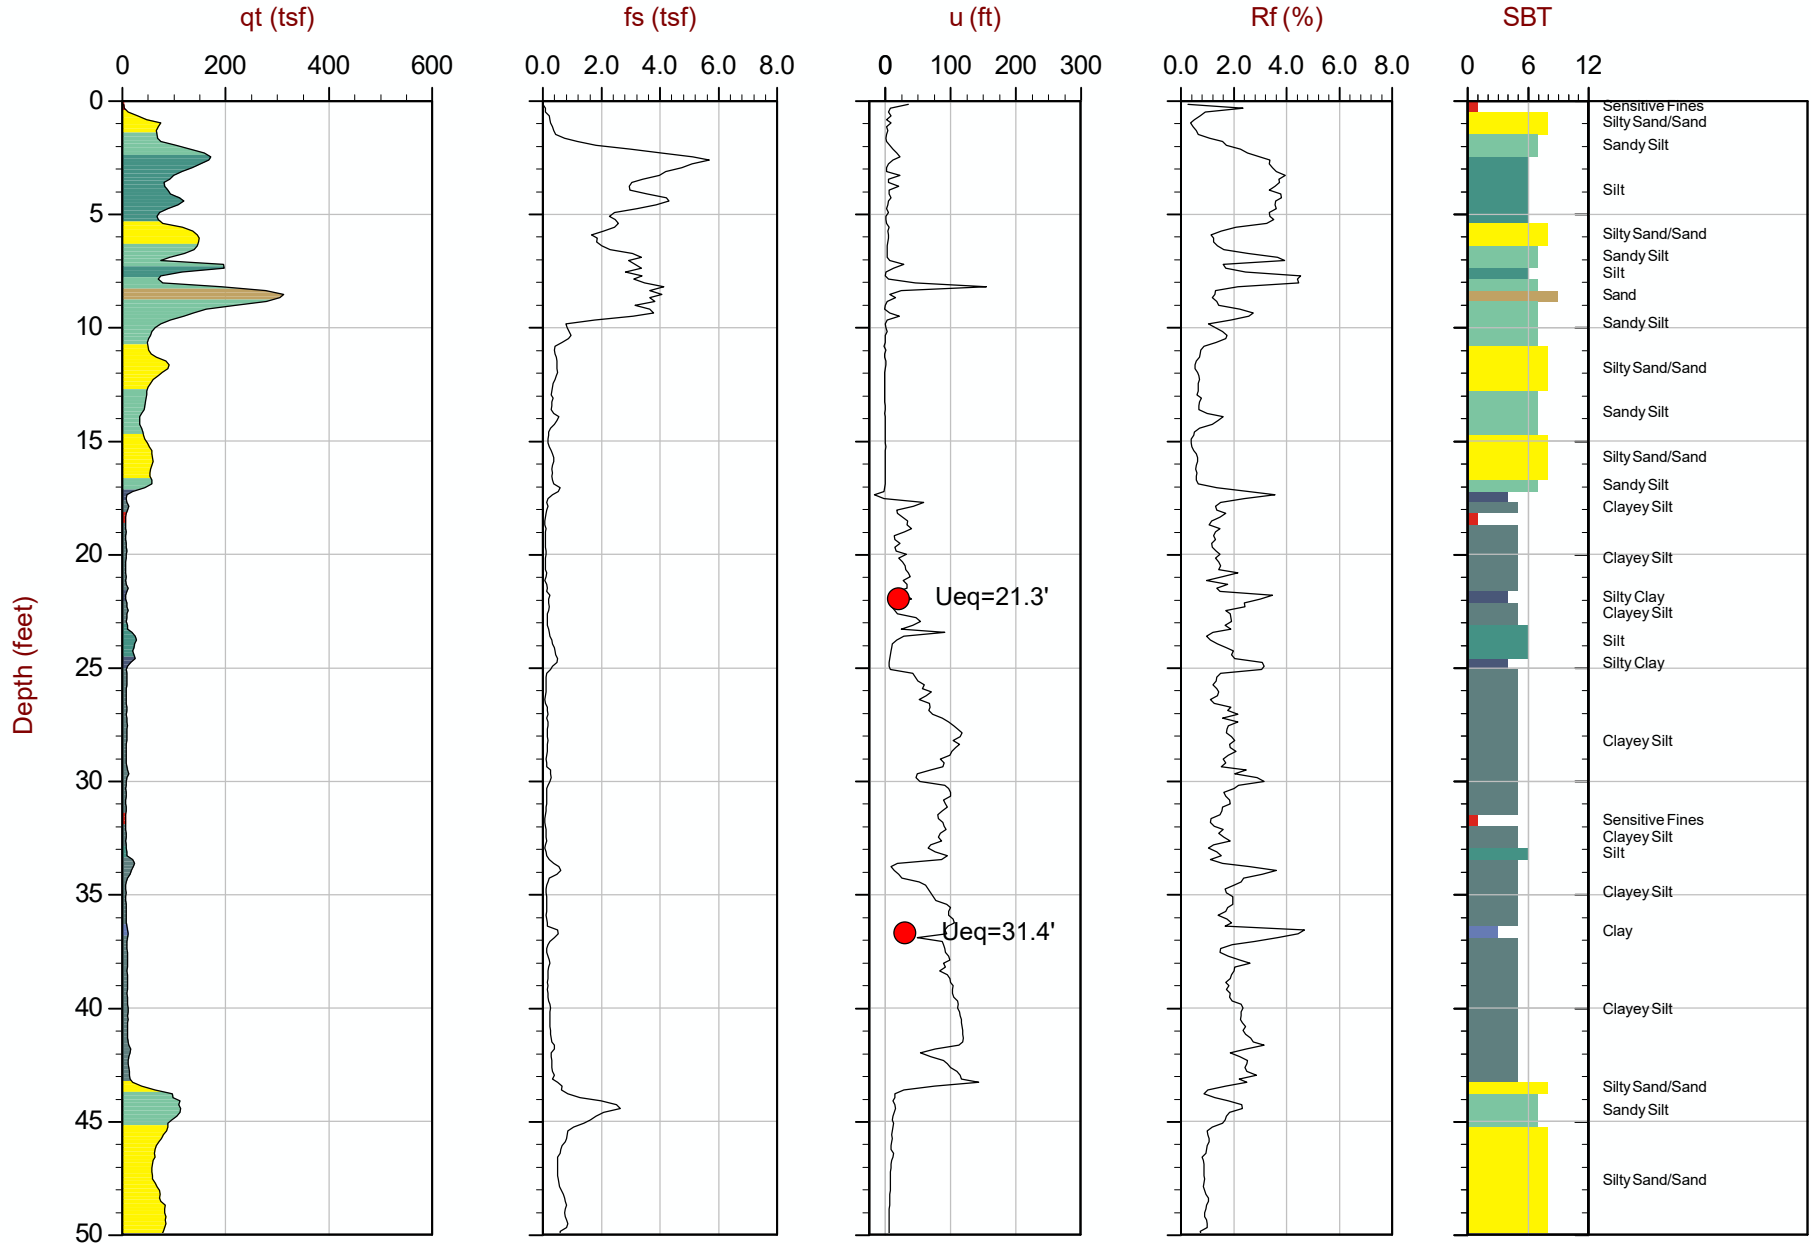 qt (tsf) fs (tsf) u (ft) Rf (%) SBT
0 200 400 600 0.0 2.0 4.0 6.0 8.0 0 100 200 300 0.0 2.0 4.0 6.0 8.0 0 6 12
0
Sensitive Fines
Silty Sand/Sand
Sandy Silt
Silt
5
Silty Sand/Sand
Sandy Silt
Silt
Sand
Sandy Silt
10
Silty Sand/Sand
Sandy Silt
15
Silty Sand/Sand
Sandy Silt
Clayey Silt
20
Clayey Silt
Ueq=21.3'
Silty Clay
Clayey Silt
Silt
Silty Clay
25
Depth (feet)
Clayey Silt
30
Sensitive Fines
Clayey Silt
Silt
Clayey Silt
35
Ueq=31.4'
Clay
40
Clayey Silt
Silty Sand/Sand
Sandy Silt
45
Silty Sand/Sand
50